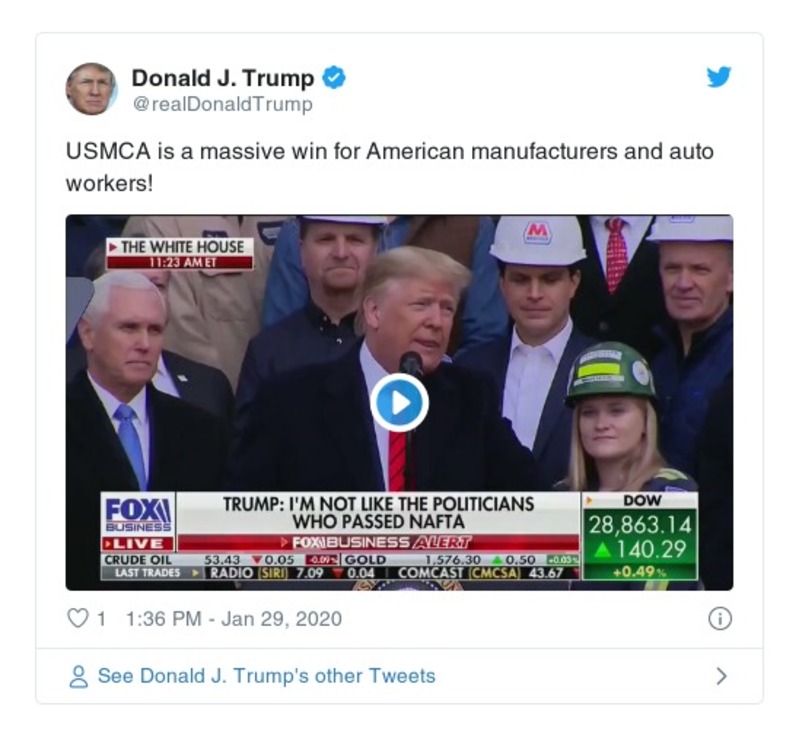 Donald J. Trump
@realDonaldTrump
USMCA is a massive win for American manufacturers and auto
workers!
THE WHITE HOUSE
11:23 AM ET
M
TRUMP: I'M NOT LIKE THE POLITICIANS
WHO PASSED NAFTA
FOX BUSINESS ALERT
FOX
BUSINESS
LIVE
DOW
28,863.14
140.29
+0.49%
CRUDE OIL 53.43 0.05 -0.09% GOLD 1,576.30 0.50 +0.03%
LAST TRADES RADIO (SIRI) 7.09 0.04 COMCAST (CMCSA) 43.67
1 1:36 PM - Jan 29, 2020
See Donald J. Trump's other Tweets